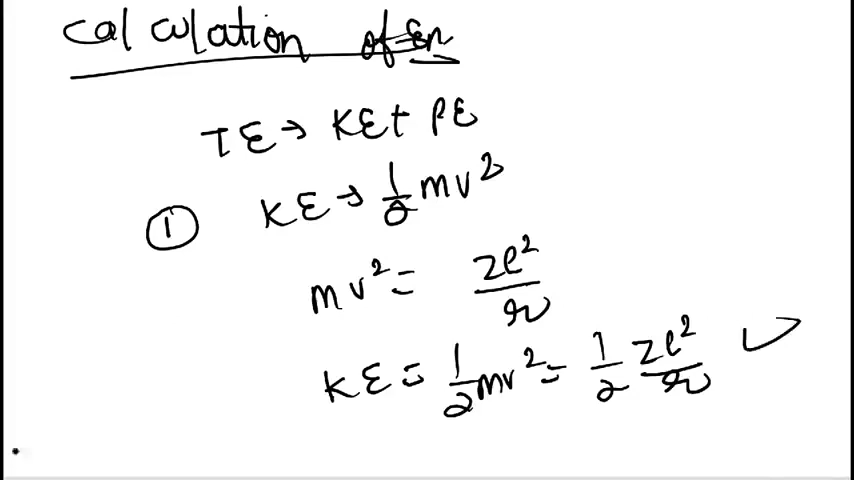 Calculation of En
TE → KE + PE
① KE → 1/2 mv²
mv² = Ze²/r
KE = 1/2 mv² = 1/2 Ze²/r ✓